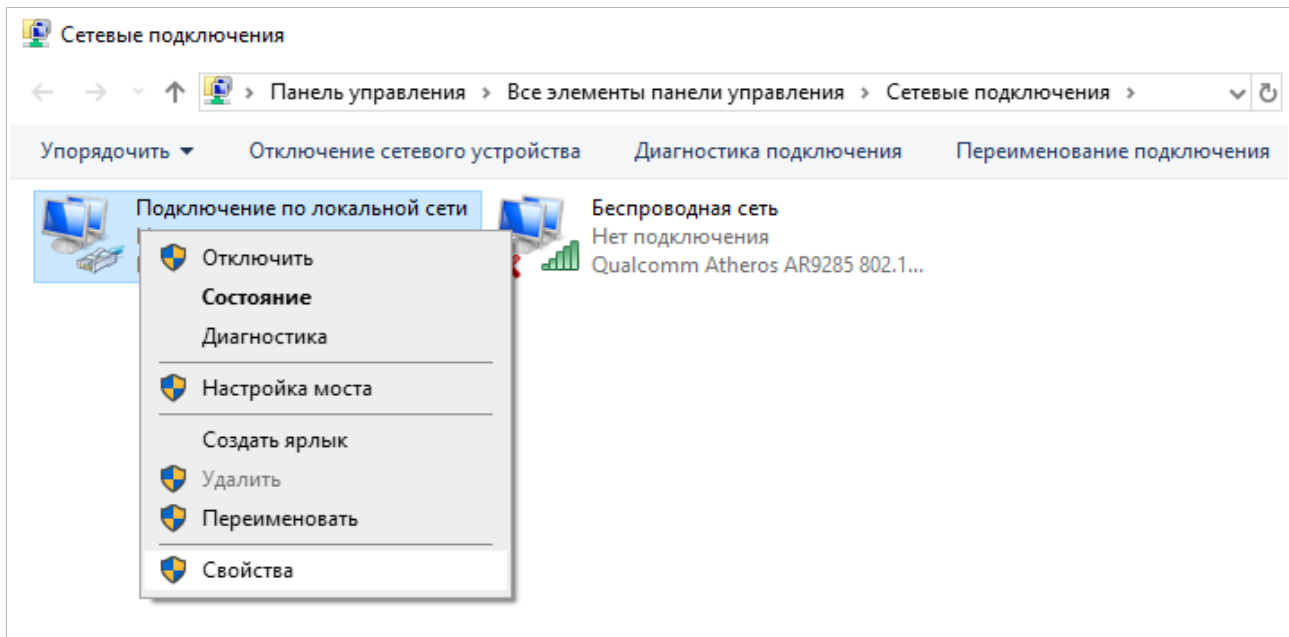 Сетевые подключения
Панель управления > Все элементы панели управления > Сетевые подключения >
Упорядочить Отключение сетевого устройства Диагностика подключения Переименование подключения
Подключение по локальной сети
Беспроводная сеть
Нет подключения
Qualcomm Atheros AR9285 802.1...
Отключить
Состояние
Диагностика
Настройка моста
Создать ярлык
Удалить
Переименовать
Свойства